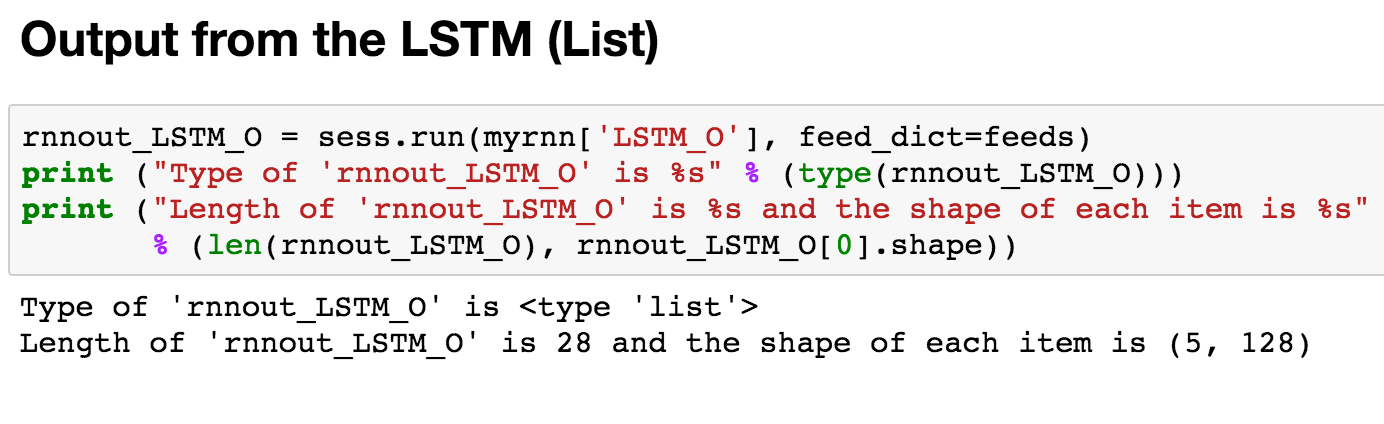 Output from the LSTM (List)
rnnout_LSTM_O = sess.run(myrnn['LSTM_O'], feed_dict=feeds)
print ("Type of 'rnnout_LSTM_O' is %s" % (type(rnnout_LSTM_O)))
print ("Length of 'rnnout_LSTM_O' is %s and the shape of each item is %s"
       % (len(rnnout_LSTM_O), rnnout_LSTM_O[0].shape))
Type of 'rnnout_LSTM_O' is <type 'list'>
Length of 'rnnout_LSTM_O' is 28 and the shape of each item is (5, 128)